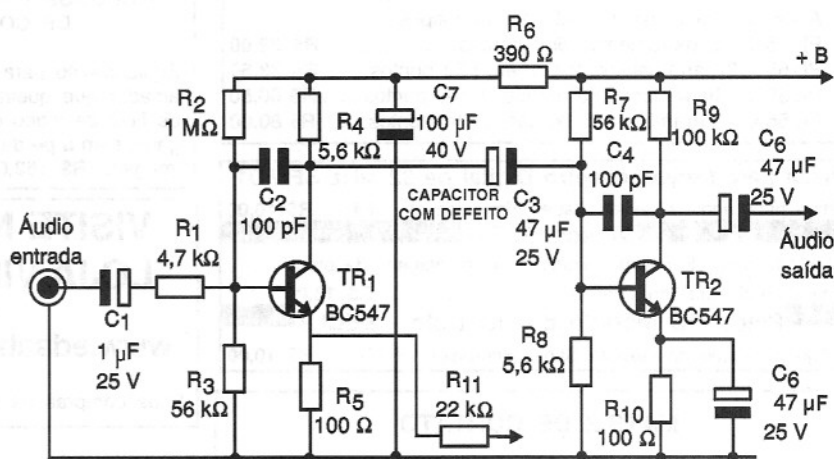 R6
390 Ω
+ B
R2
1 MΩ
R4
5,6 kΩ
C7
100 µF
40 V
R7
56 kΩ
R9
100 kΩ
C6
47 µF
25 V
C4
100 pF
C2
100 pF
CAPACITOR
COM DEFEITO
C3
47 µF
25 V
Áudio
entrada
R1
4,7 kΩ
Áudio
saída
TR1
BC547
TR2
BC547
C1
1 µF
25 V
R3
56 kΩ
R5
100 Ω
R11
22 kΩ
R8
5,6 kΩ
R10
100 Ω
C6
47 µF
25 V